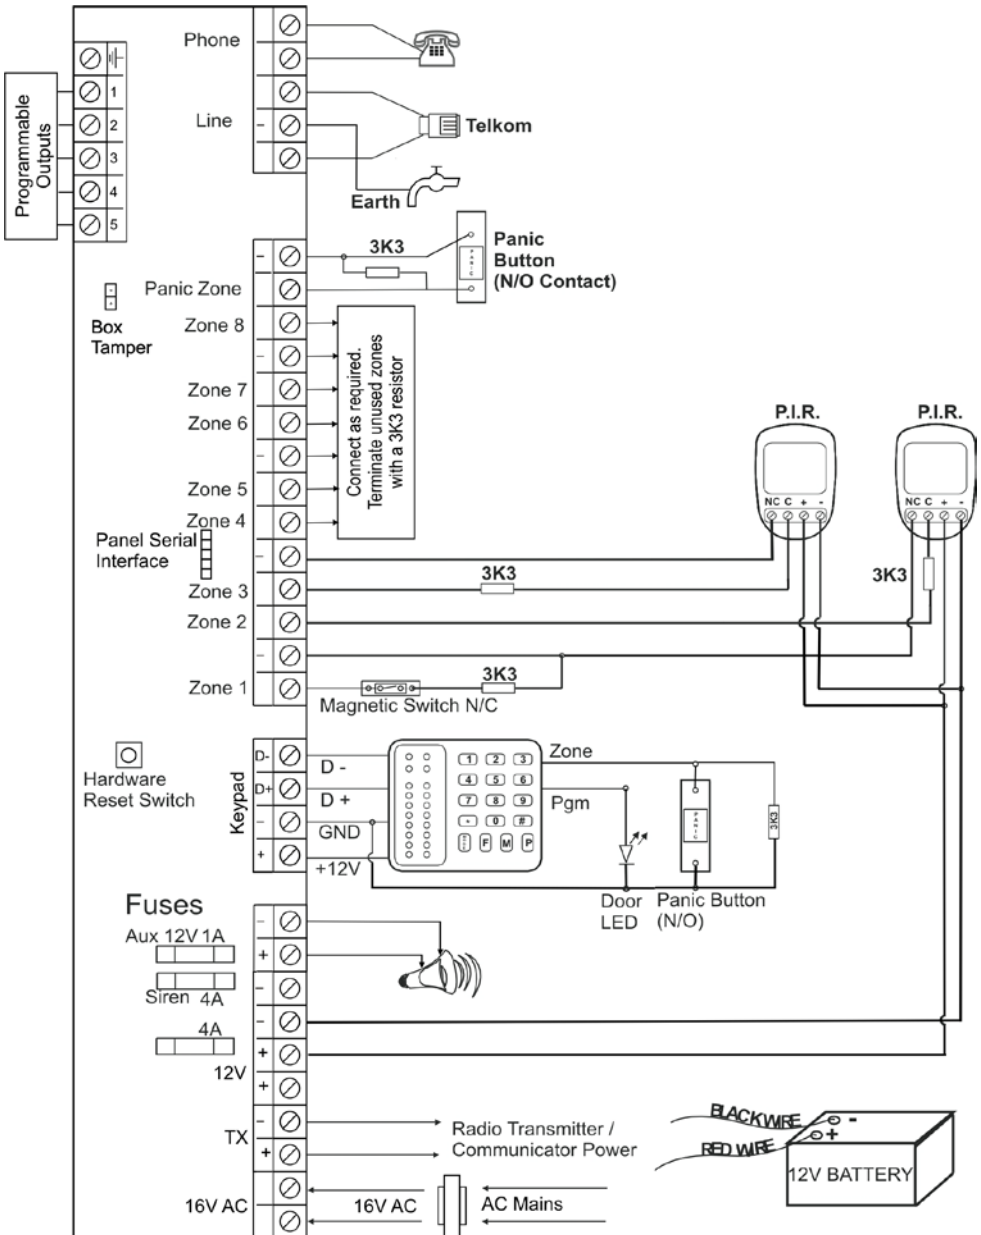 Phone
1
2
3
4
5
Programmable
Outputs
Line
-
Telkom
Earth
3K3
Panic
Button
(N/O Contact)
PANIC
-
Panic Zone
Box
Tamper
Zone 8
-
Zone 7
Zone 6
-
Zone 5
Zone 4
Connect as required.
Terminate unused zones
with a 3K3 resistor
P.I.R.
P.I.R.
NC C + -
NC C + -
Panel Serial
Interface
-
Zone 3
3K3
3K3
Zone 2
-
Zone 1
3K3
Magnetic Switch N/C
Hardware
Reset Switch
Keypad
D-
D+
-
+
D -
D +
GND
+12V
1 2 3
4 5 6
7 8 9
* 0 #
F M P
Zone
Pgm
PANIC
3K3
Door
LED
Panic Button
(N/O)
Fuses
Aux 12V 1A
Siren 4A
4A
-
+
-
-
+
+
12V
TX
-
+
Radio Transmitter /
Communicator Power
16V AC
16V AC
AC Mains
BLACK WIRE
RED WIRE
-
+
12V BATTERY